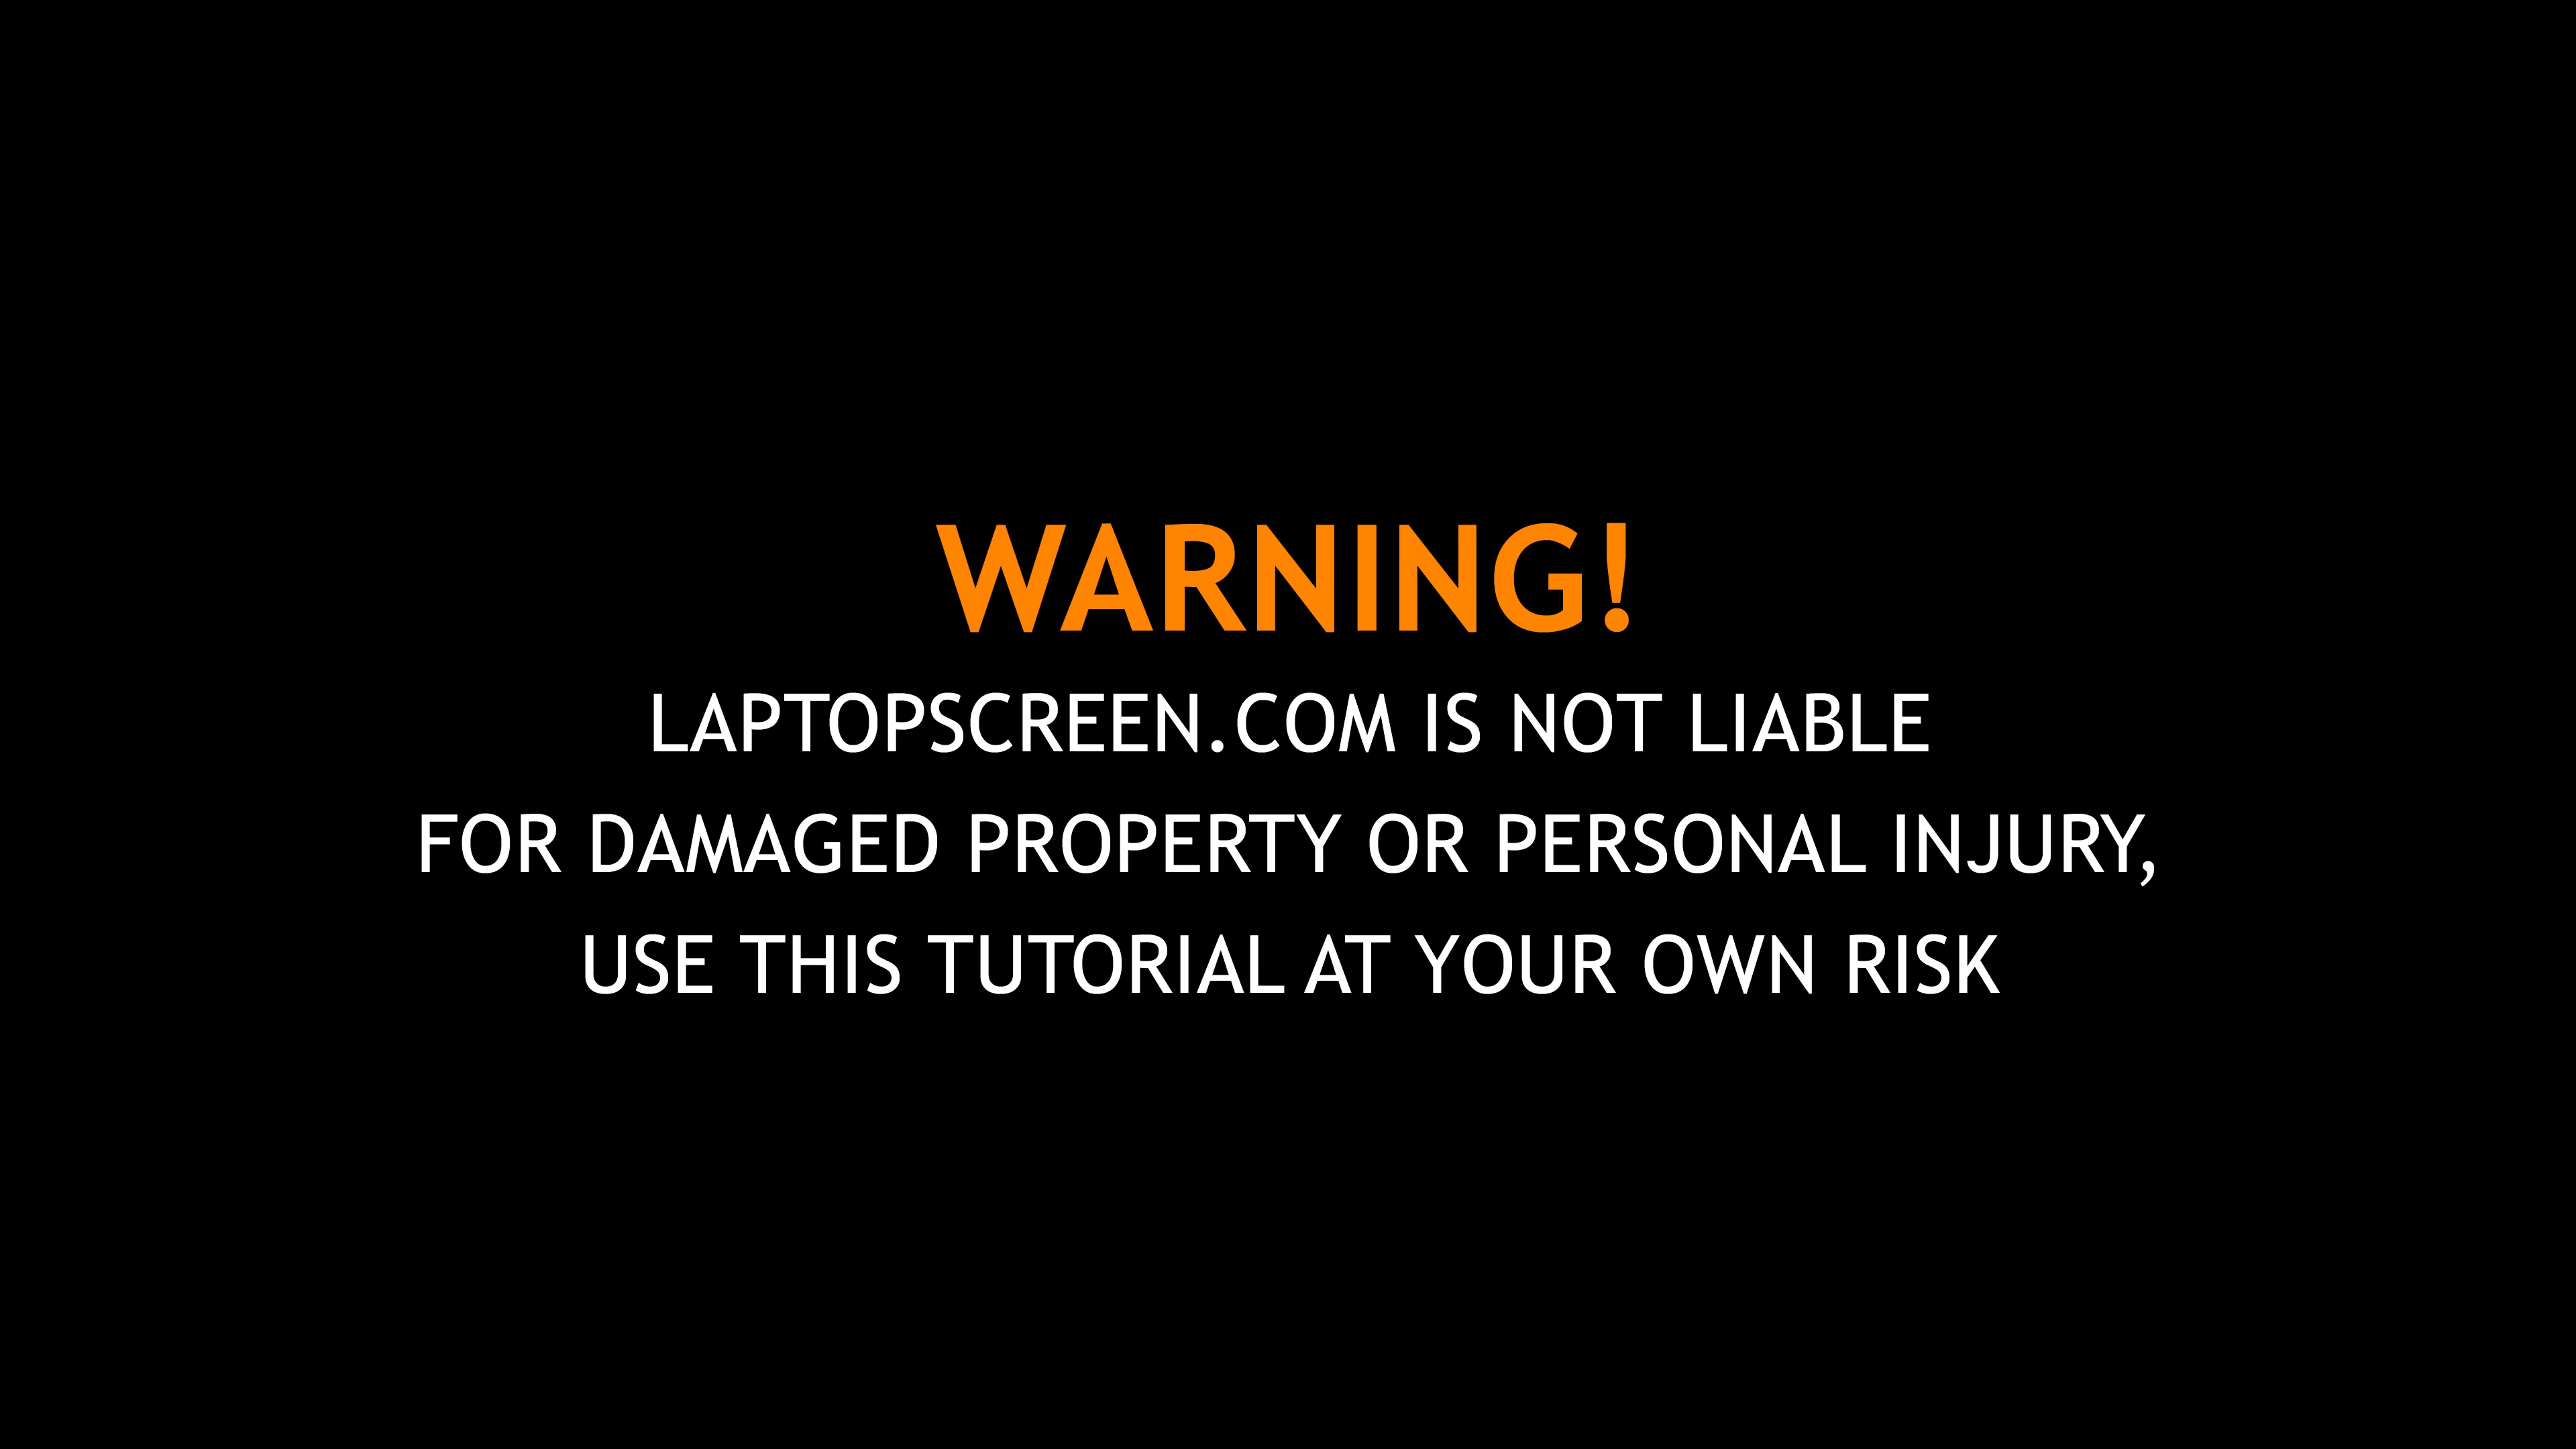 WARNING!
LAPTOPSCREEN.COM IS NOT LIABLE
FOR DAMAGED PROPERTY OR PERSONAL INJURY,
USE THIS TUTORIAL AT YOUR OWN RISK